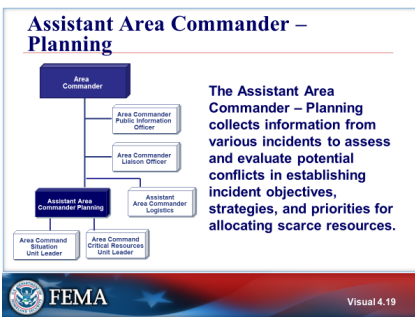 Assistant Area Commander –
Planning
Area
Commander
Area Commander
Public Information
Officer
Area Commander
Liaison Officer
Assistant Area
Commander Planning
Assistant
Area Commander
Logistics
Area Command
Situation
Unit Leader
Area Command
Critical Resources
Unit Leader
The Assistant Area
Commander – Planning
collects information from
various incidents to assess
and evaluate potential
conflicts in establishing
incident objectives,
strategies, and priorities for
allocating scarce resources.
FEMA
Visual 4.19